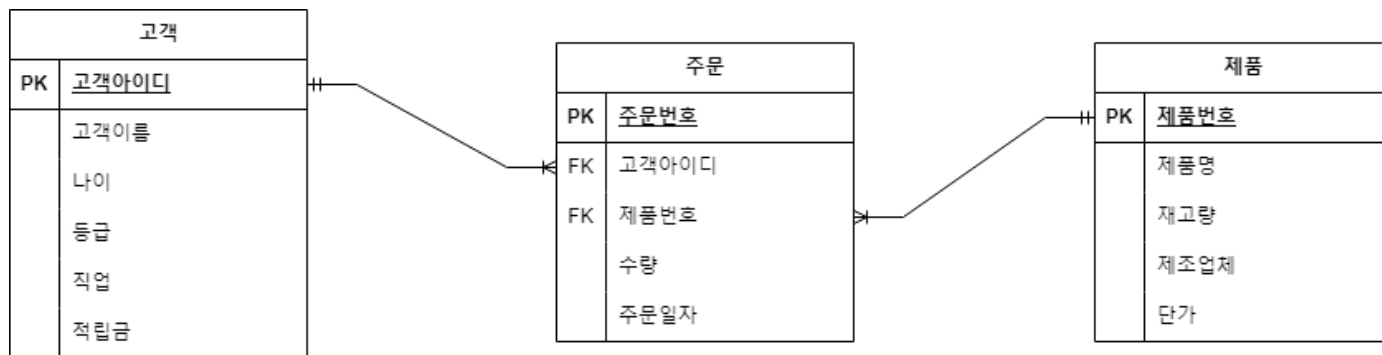 고객
PK 고객아이디
고객이름
나이
등급
직업
적립금
주문
PK 주문번호
FK 고객아이디
FK 제품번호
수량
주문일자
제품
PK 제품번호
제품명
재고량
제조업체
단가